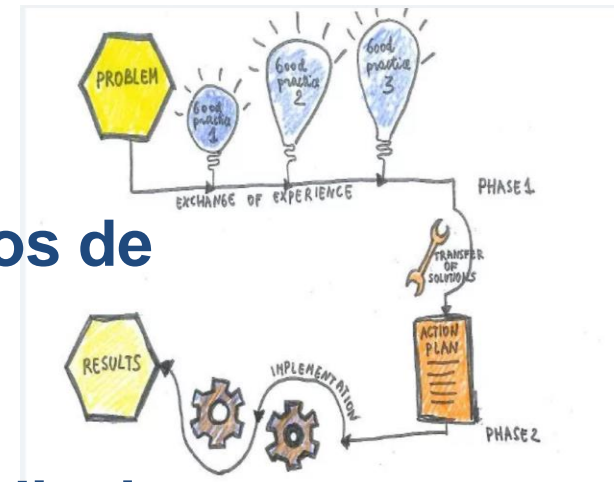 PROBLEM
Good
practice
1
Good
practice
2
Good
practice
3
EXCHANGE OF EXPERIENCE
PHASE 1
TRANSFER
OF
SOLUTIONS
os de
ACTION
PLAN
RESULTS
IMPLEMENTATION
PHASE 2